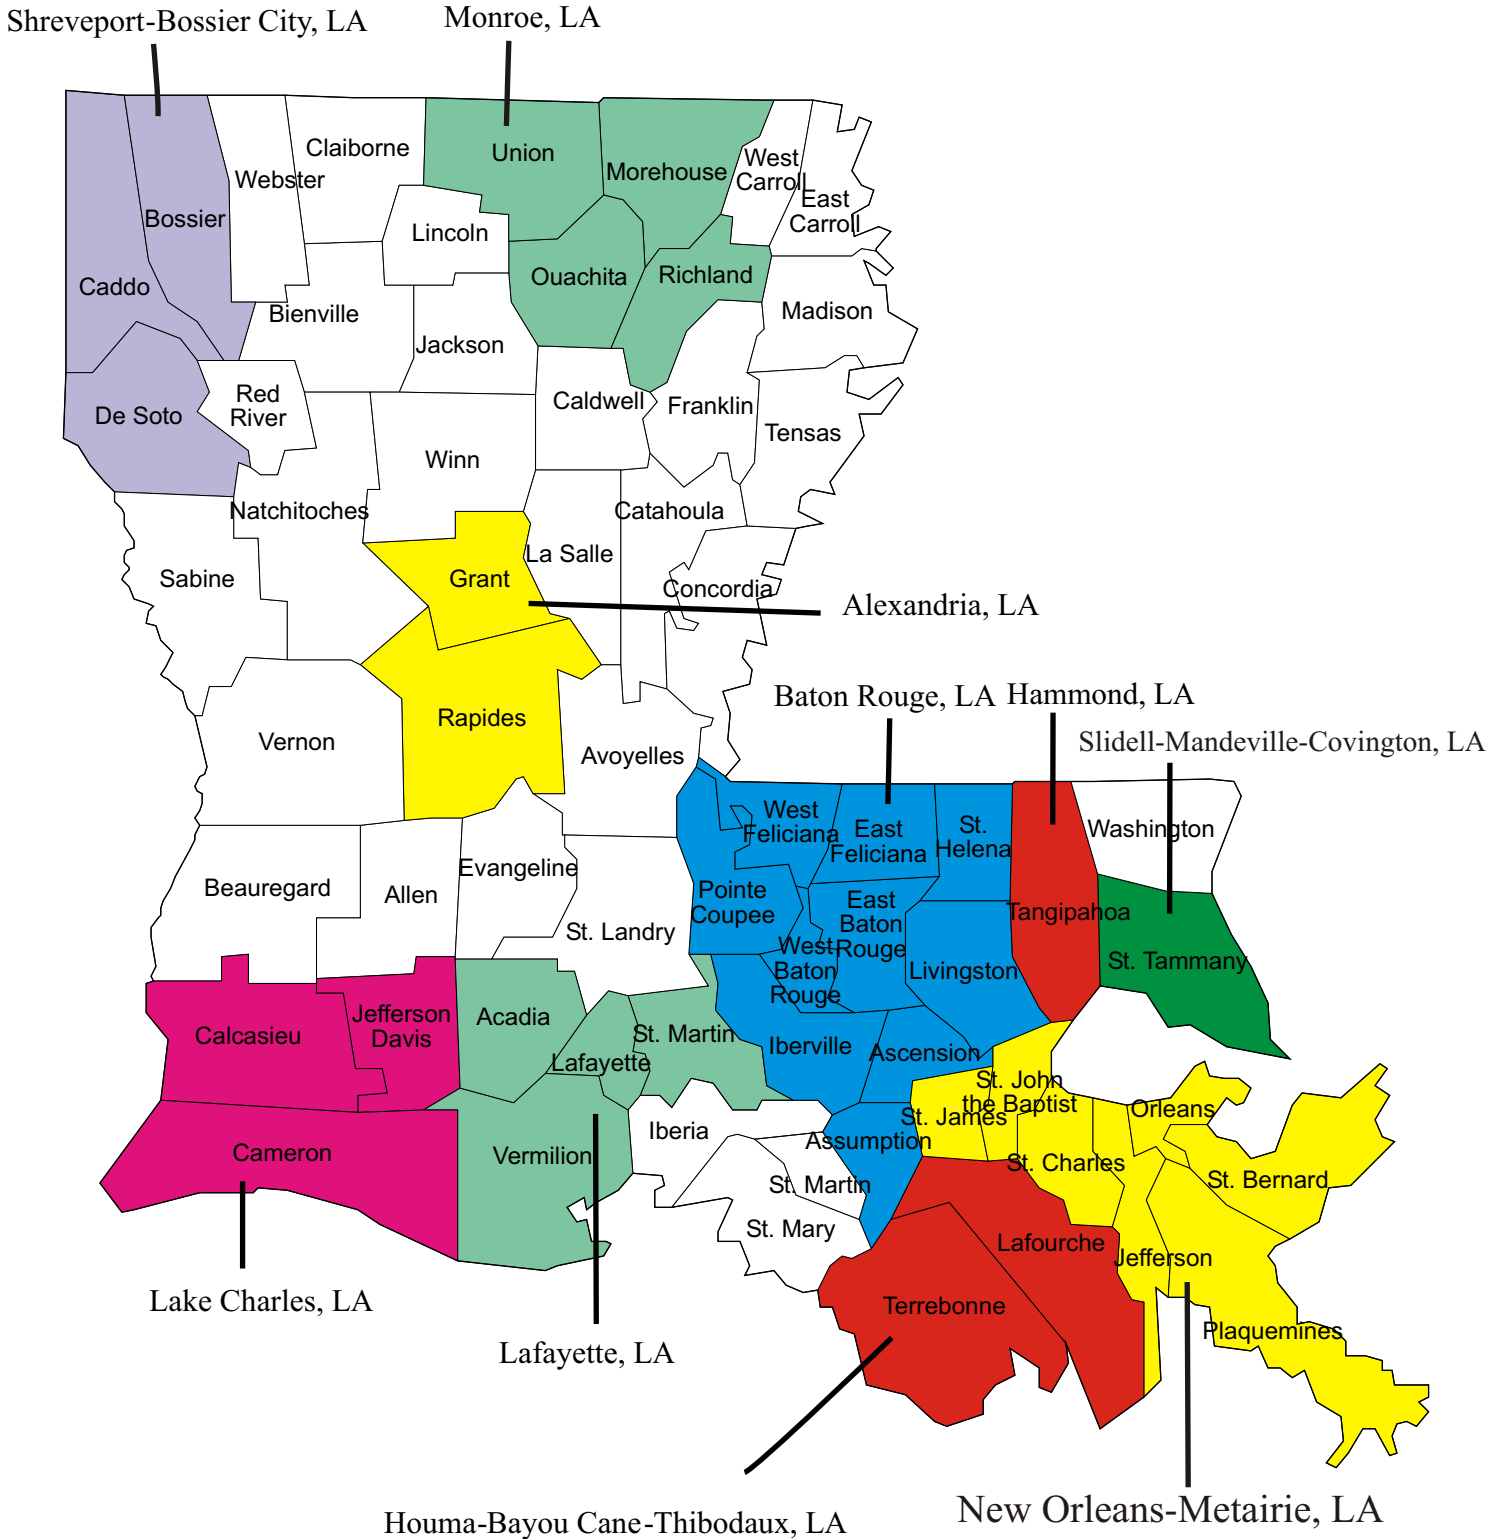 Shreveport-Bossier City, LA
Monroe, LA
Claiborne
Union
Webster
Morehouse
West
Carroll
East
Carroll
Bossier
Lincoln
Caddo
Ouachita
Richland
Bienville
Madison
Jackson
Red
River
De Soto
Caldwell
Franklin
Tensas
Winn
Natchitoches
Catahoula
La Salle
Sabine
Grant
Concordia
Alexandria, LA
Rapides
Vernon
Avoyelles
Baton Rouge, LA
Hammond, LA
Slidell-Mandeville-Covington, LA
West
Feliciana
East
Feliciana
St.
Helena
Washington
Beauregard
Allen
Evangeline
Pointe
Coupee
East
Baton
Rouge
Tangipahoa
St. Landry
West
Baton
Rouge
Livingston
St. Tammany
Calcasieu
Jefferson
Davis
Acadia
Lafayette
St. Martin
Iberville
Ascension
St. John
the Baptist
St. James
Orleans
Cameron
Vermilion
Iberia
Assumption
St. Charles
St. Bernard
St. Martin
St. Mary
Lafourche
Jefferson
Terrebonne
Plaquemines
Lake Charles, LA
Lafayette, LA
Houma-Bayou Cane-Thibodaux, LA
New Orleans-Metairie, LA